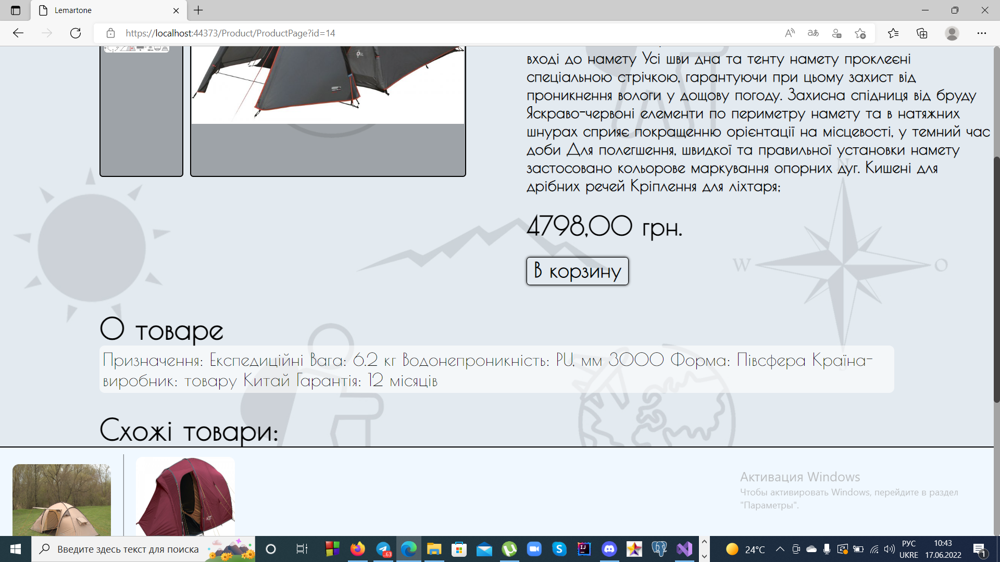 Lemartone
https://localhost:44373/Product/ProductPage?id=14
вході до намету Усі шви дна та тенту намету проклеєні
спеціальною стрічкою, гарантуючи при цьому захист від
проникнення вологи у дощову погоду. Захисна спідниця від бруду
Яскраво-червоні елементи по периметру намету та в натяжних
шнурах сприяє покращенню орієнтації на місцевості, у темний час
доби Для полегшення, швидкої та правильної установки намету
застосовано кольорове маркування опорних дуг. Кишені для
дрібних речей Кріплення для ліхтаря;
4798,00 грн.
В корзину
N
W
O
О товаре
Призначення: Експедиційні Вага: 6.2 кг Водонепроникність: PU, мм 3000 Форма: Півсфера Країна-
виробник: товару Китай Гарантія: 12 місяців
Схожі товари:
Активация Windows
Чтобы активировать Windows, перейдите в раздел
"Параметры".
Введите здесь текст для поиска
..63
24°C
РУС
UKRE
10:43
17.06.2022
1